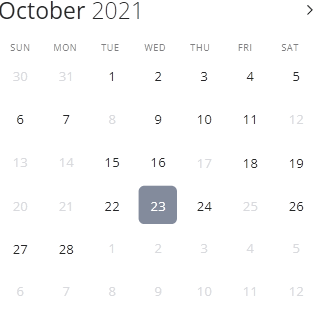 October 2021 >
SUN MON TUE WED THU FRI SAT
30 31 1 2 3 4 5
6 7 8 9 10 11 12
13 14 15 16 17 18 19
20 21 22 23 24 25 26
27 28 1 2 3 4 5
6 7 8 9 10 11 12